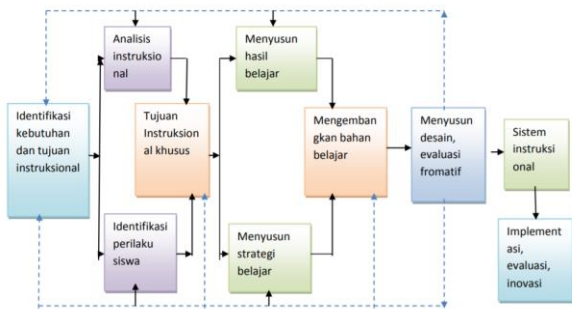 Identifikasi
kebutuhan
dan tujuan
instruksional
Analisis
instruksio
nal
Identifikasi
perilaku
siswa
Tujuan
Instruksion
al khusus
Menyusun
hasil
belajar
Menyusun
strategi
belajar
Mengemban
gkan bahan
belajar
Menyusun
desain,
evaluasi
fromatif
Sistem
instruksi
onal
Implement
asi,
evaluasi,
inovasi